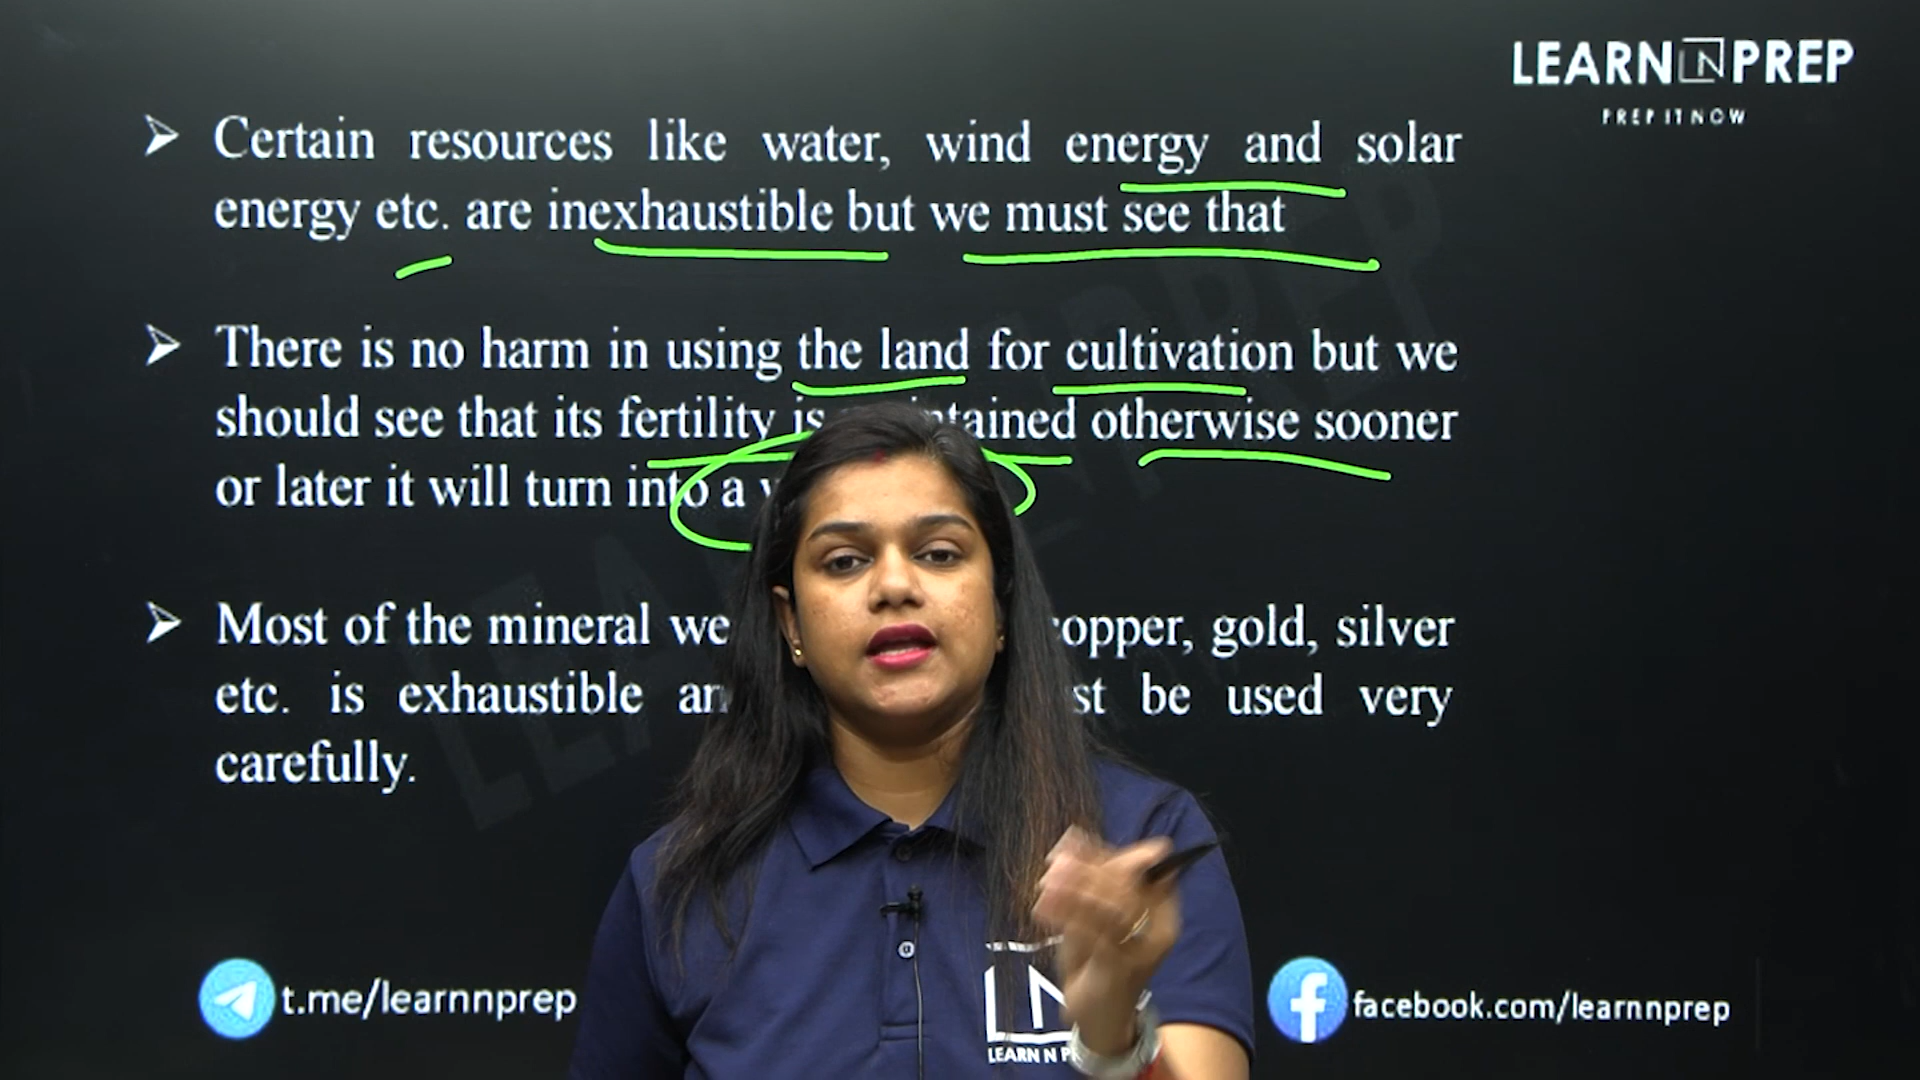 LEARN LN PREP
PREP IT NOW
Certain resources like water, wind energy and solar
energy etc. are inexhaustible but we must see that
There is no harm in using the land for cultivation but we
should see that its fertility is otherwise sooner
or later it will turn into a
Most of the mineral gold, silver
etc. is exhaustible be used very
carefully.
LEARN N
t.me/learnnprep
facebook.com/learnnprep